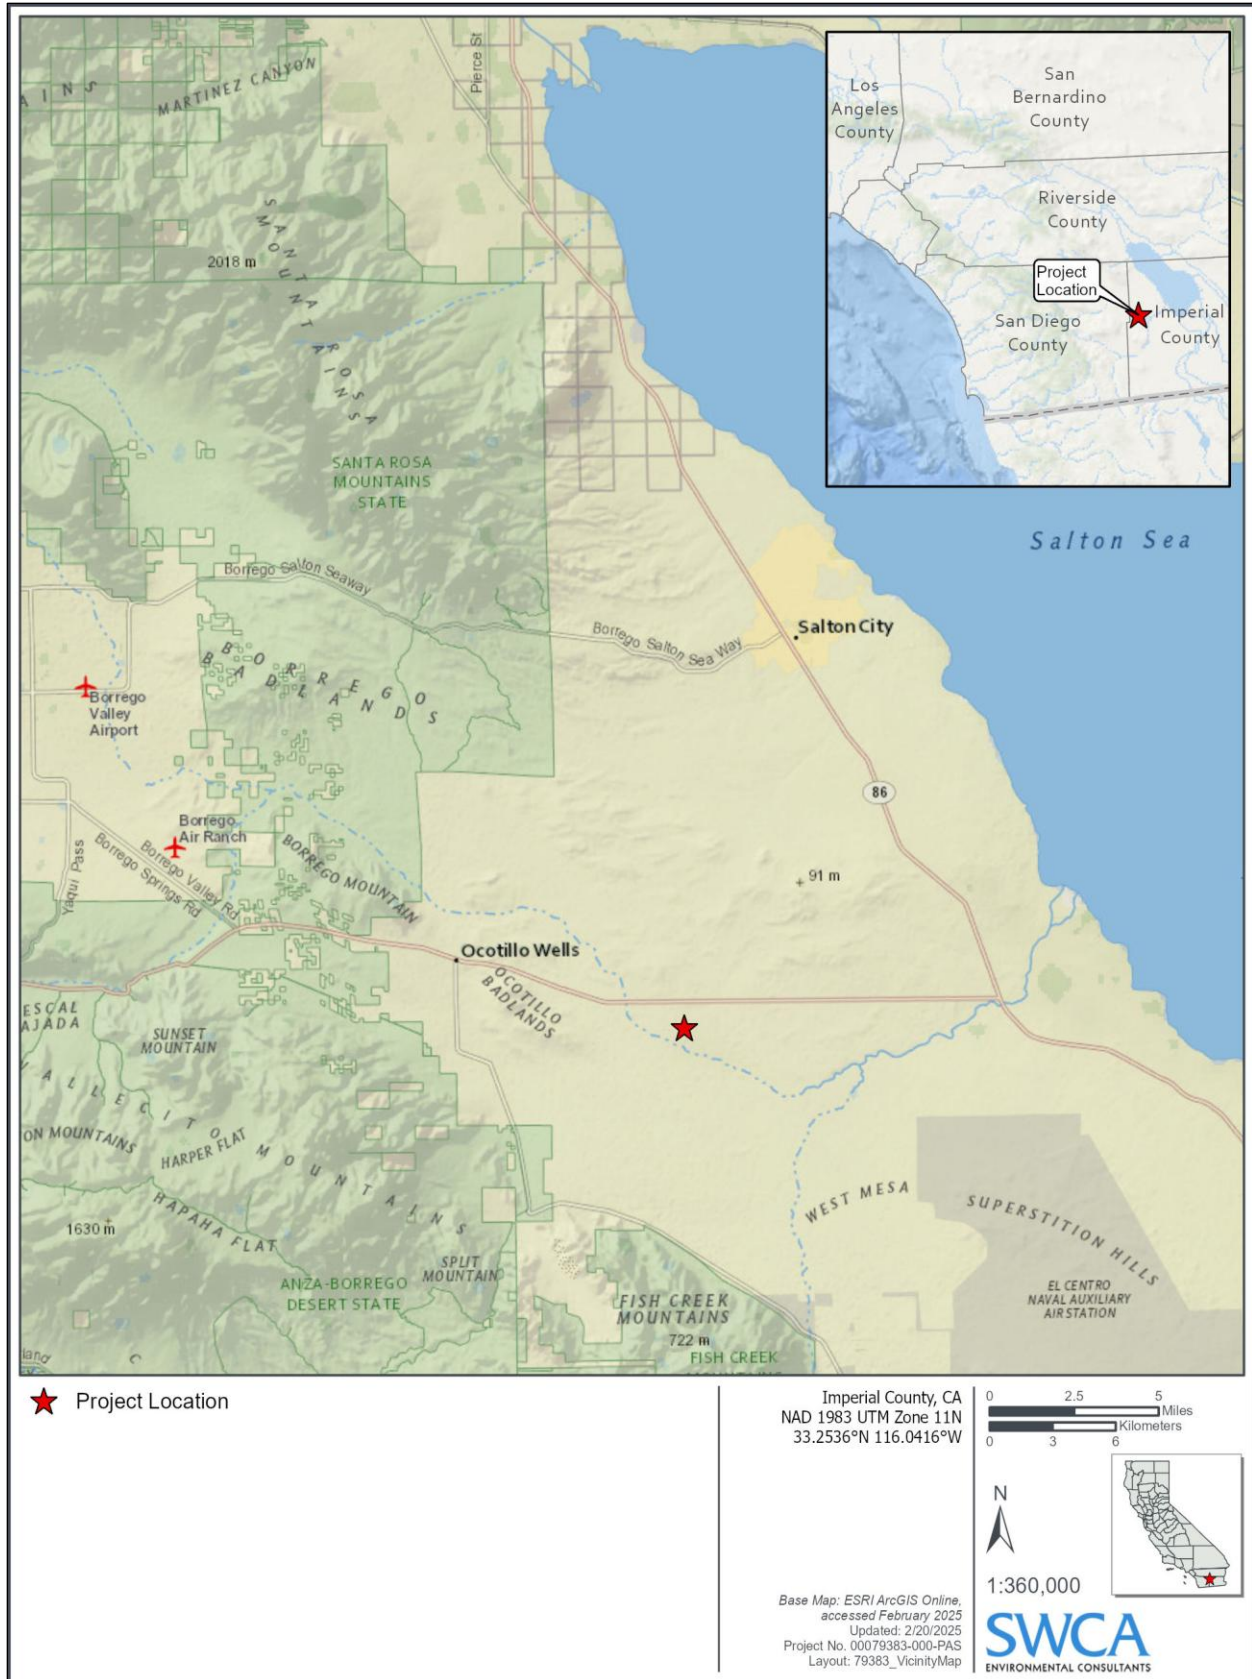 AINS
MARTINEZ CANYON
Pierce St
SANTA ROSA
MOUNTAINS
2018 m
Los
Angeles
County
San
Bernardino
County
Riverside
County
Project
Location
San Diego
County
Imperial
County
SANTA ROSA
MOUNTAINS
STATE
Salton Sea
Borrego Salton Seaway
Borrego Salton Sea Way
Salton City
BORREGO
BADLANDS
Borrego
Valley
Airport
86
Borrego
Air Ranch
Yaqui Pass
Borrego Valley Rd
Borrego Springs Rd
BORREGO MOUNTAIN
91 m
Ocotillo Wells
OCOTILLO
BADLANDS
ESCAL
AJADA
SUNSET
MOUNTAIN
VALLECITO MOUNTAINS
ON MOUNTAINS
HARPER FLAT
HAPAHA FLAT
1630 m
SPLIT
MOUNTAIN
ANZA-BORREGO
DESERT STATE
WEST MESA
SUPERSTITION HILLS
EL CENTRO
NAVAL AUXILIARY
AIR STATION
FISH CREEK
MOUNTAINS
722 m
FISH CREEK
C
Project Location
Imperial County, CA
NAD 1983 UTM Zone 11N
33.2536°N 116.0416°W
0 2.5 5
Miles
Kilometers
0 3 6
N
1:360,000
Base Map: ESRI ArcGIS Online,
accessed February 2025
Updated: 2/20/2025
Project No. 00079383-000-PAS
Layout: 79383_VicinityMap
SWCA
ENVIRONMENTAL CONSULTANTS